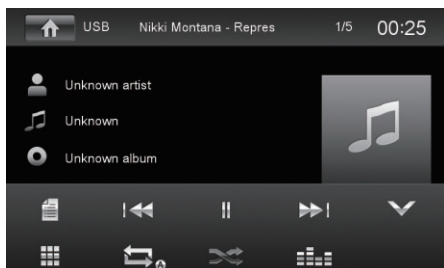 USB Nikki Montana - Repres 1/5 00:25
Unknown artist
Unknown
Unknown album